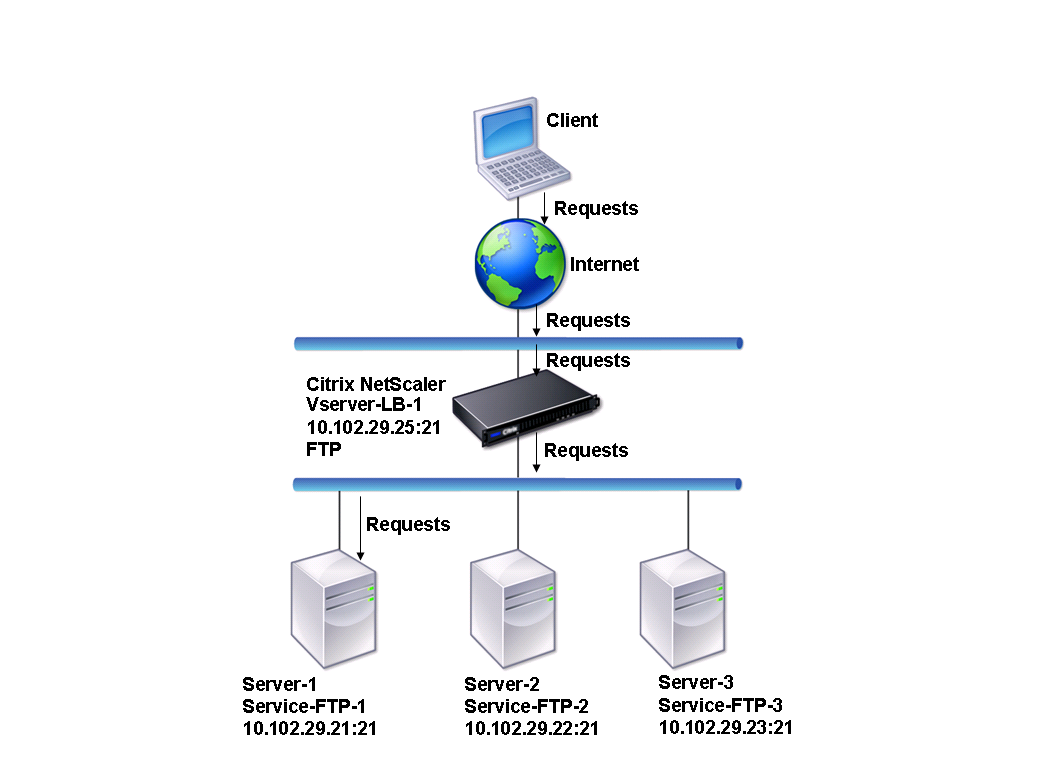 Client
Requests
Internet
Requests
Requests
Citrix NetScaler
Vserver-LB-1
10.102.29.25:21
FTP
Requests
Requests
Server-1
Service-FTP-1
10.102.29.21:21
Server-2
Service-FTP-2
10.102.29.22:21
Server-3
Service-FTP-3
10.102.29.23:21